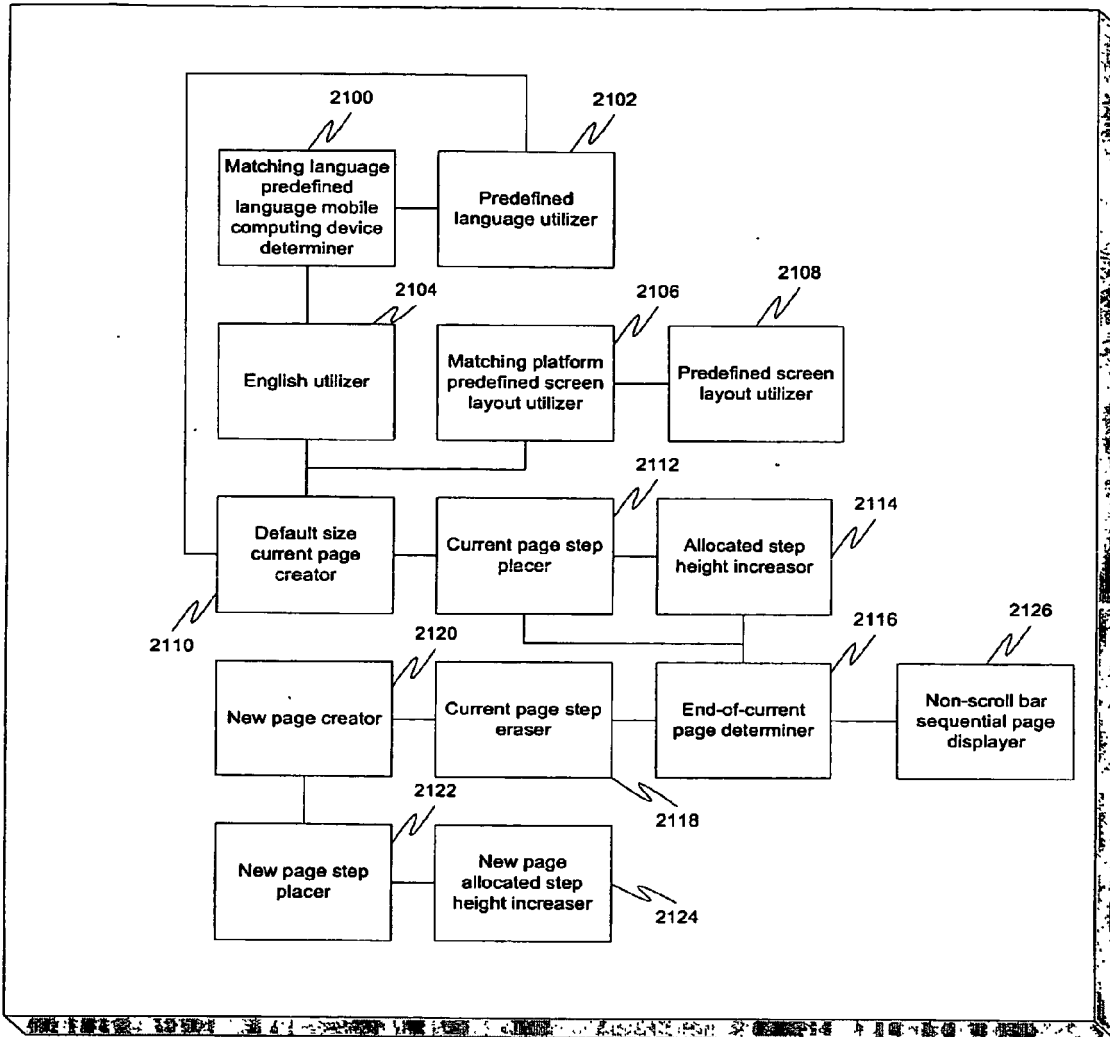 2100
2102
Matching language
predefined
language mobile
computing device
determiner
Predefined
language utilizer
2104
2106
2108
English utilizer
Matching platform
predefined screen
layout utilizer
Predefined screen
layout utilizer
2112
2114
Default size
current page
creator
Current page step
placer
Allocated step
height increasor
2110
2120
2116
2126
New page creator
Current page step
eraser
End-of-current
page determiner
Non-scroll bar
sequential page
displayer
2122
2118
New page step
placer
New page
allocated step
height increaser
2124